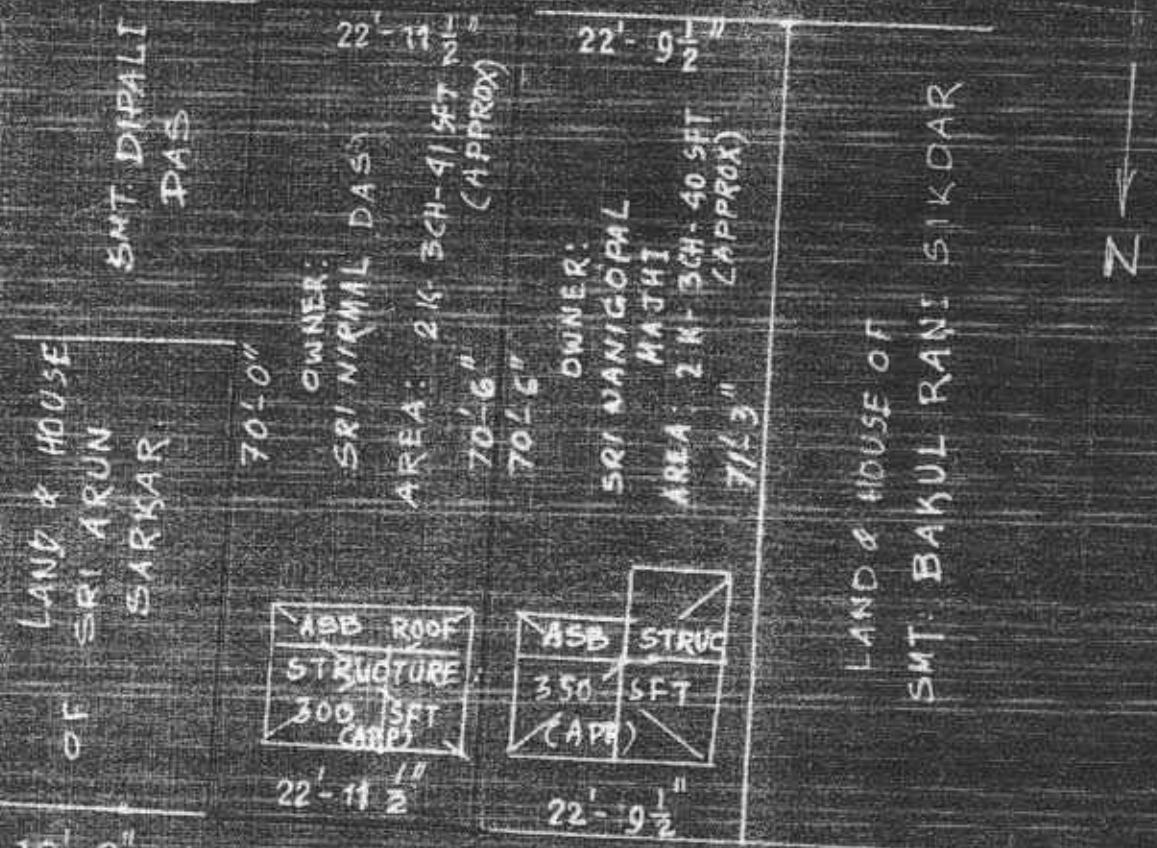 SMT. DIPALI
DAS
LAND & HOUSE
OF SRI ARUN
SARKAR
22'-11 1/2"
70'-0"
OWNER:
SRI NIRMAL DAS
AREA: 2K-3CH-41 SFT
(APPROX)
70'-6"
ASB ROOF
STRUCTURE
300 SFT
(APP)
22'-11 1/2"
22'-9 1/2"
70'-6"
OWNER:
SRI NANIGOPAL
MAJHI
AREA: 2K-3CH-40 SFT
(APPROX)
71'-3"
ASB STRUC
350 SFT
(APP)
22'-9 1/2"
LAND & HOUSE OF
SMT: BAKUL RANI SIKDAR
N